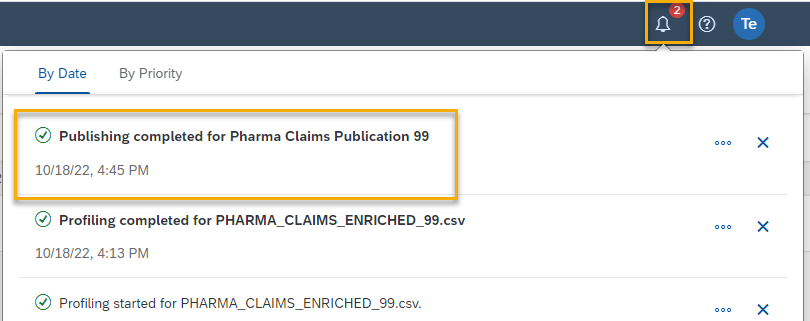 2
Te
By Date
By Priority
Publishing completed for Pharma Claims Publication 99
10/18/22, 4:45 PM
Profiling completed for PHARMA_CLAIMS_ENRICHED_99.csv
10/18/22, 4:13 PM
Profiling started for PHARMA_CLAIMS_ENRICHED_99.csv.